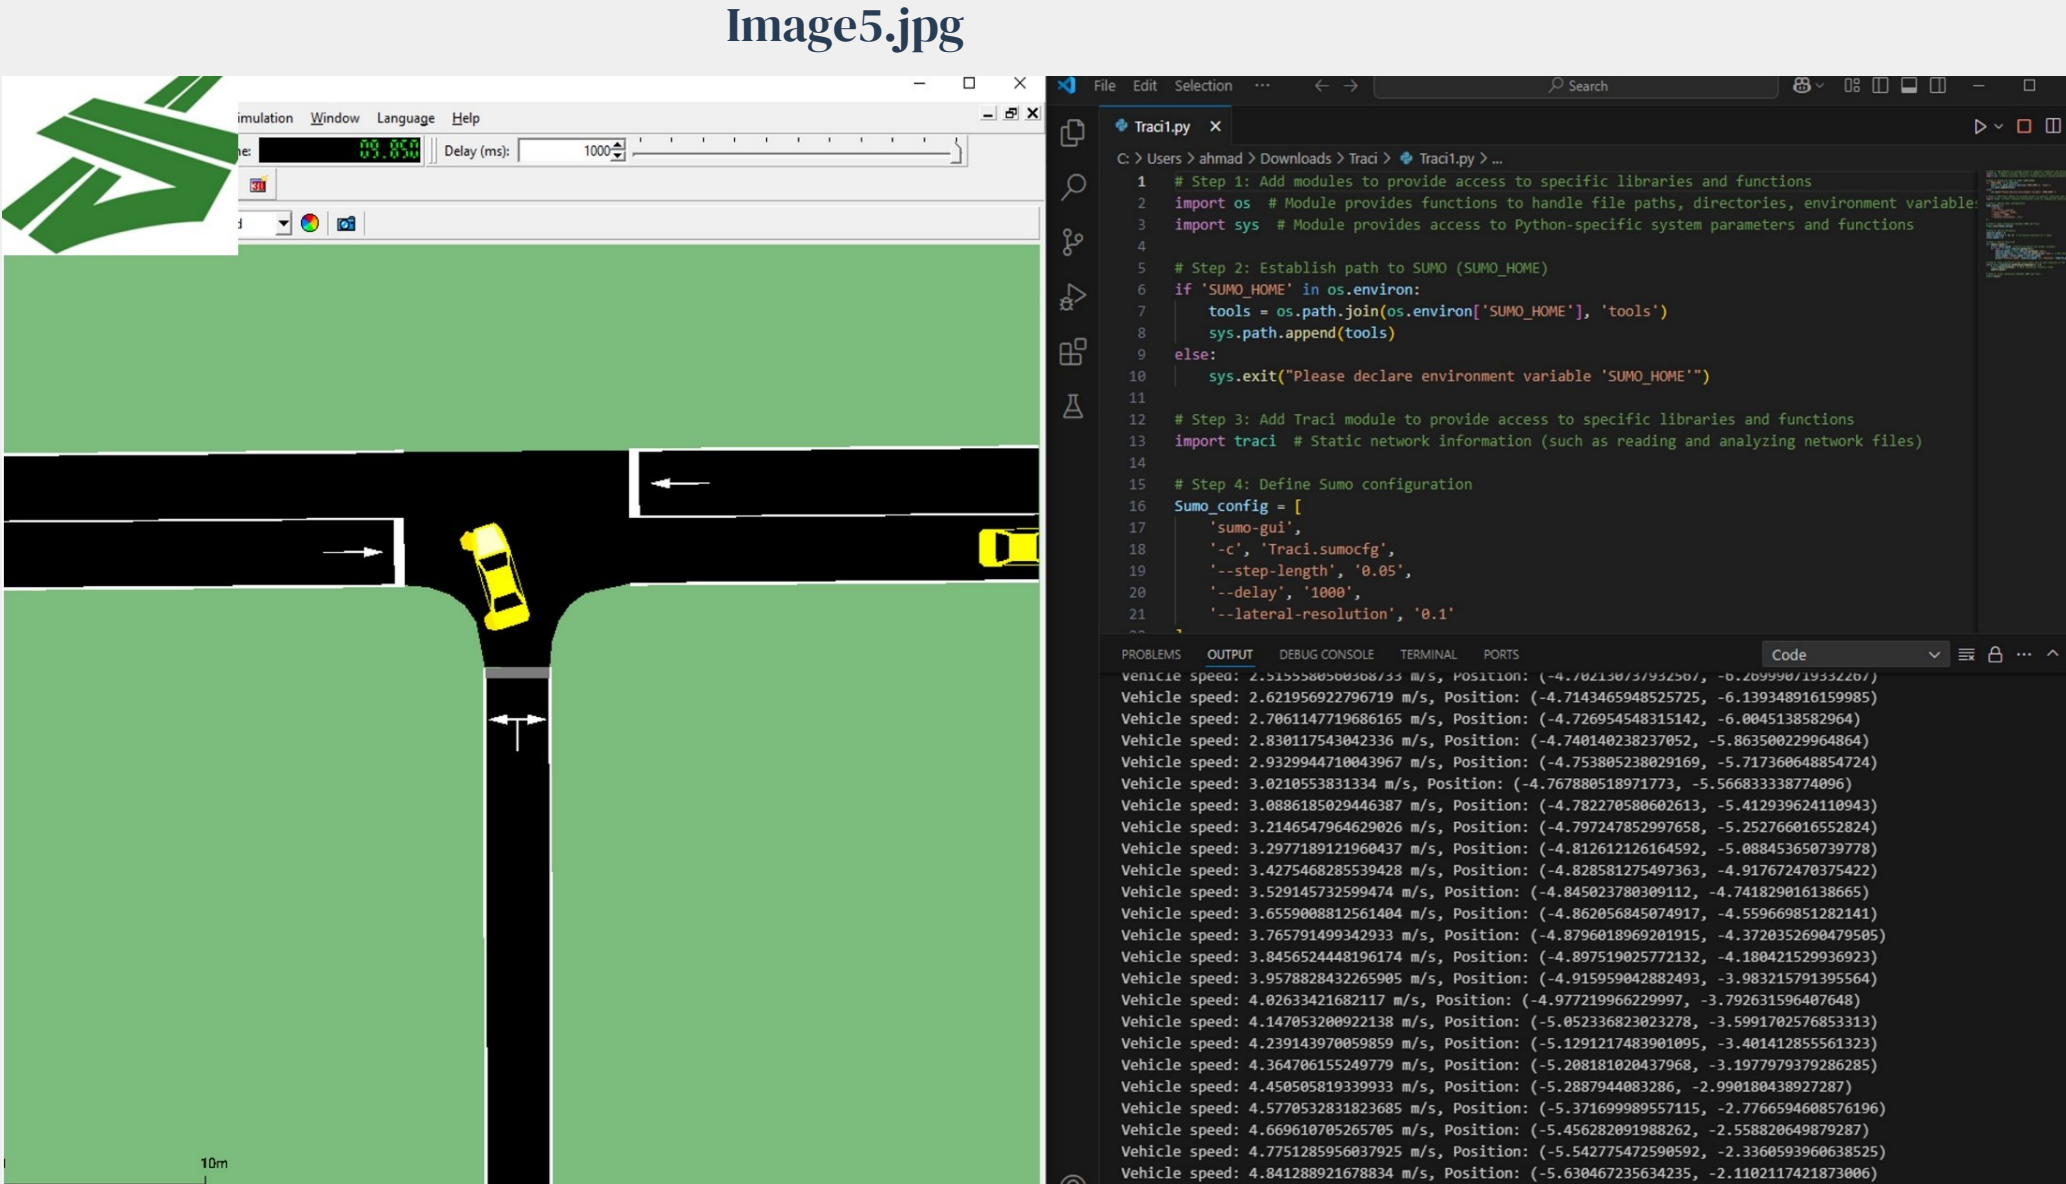 Image5.jpg
imulation Window Language Help
ne: 09.850 Delay (ms): 1000
10m
File Edit Selection ··· Search
Traci1.py
C: > Users > ahmad > Downloads > Traci > Traci1.py > ...
1 # Step 1: Add modules to provide access to specific libraries and functions
2 import os # Module provides functions to handle file paths, directories, environment variables
3 import sys # Module provides access to Python-specific system parameters and functions
4
5 # Step 2: Establish path to SUMO (SUMO_HOME)
6 if 'SUMO_HOME' in os.environ:
7 tools = os.path.join(os.environ['SUMO_HOME'], 'tools')
8 sys.path.append(tools)
9 else:
10 sys.exit("Please declare environment variable 'SUMO_HOME'")
11
12 # Step 3: Add Traci module to provide access to specific libraries and functions
13 import traci # Static network information (such as reading and analyzing network files)
14
15 # Step 4: Define Sumo configuration
16 Sumo_config = [
17 'sumo-gui',
18 '-c', 'Traci.sumocfg',
19 '--step-length', '0.05',
20 '--delay', '1000',
21 '--lateral-resolution', '0.1'
PROBLEMS OUTPUT DEBUG CONSOLE TERMINAL PORTS Code
Vehicle speed: 2.5155580560368733 m/s, Position: (-4.702130737932567, -6.269990719332267)
Vehicle speed: 2.621956922796719 m/s, Position: (-4.7143465948525725, -6.139348916159985)
Vehicle speed: 2.7061147719686165 m/s, Position: (-4.726954548315142, -6.0045138582964)
Vehicle speed: 2.830117543042336 m/s, Position: (-4.740140238237052, -5.863500229964864)
Vehicle speed: 2.9329944710043967 m/s, Position: (-4.753805238029169, -5.717360648854724)
Vehicle speed: 3.0210553831334 m/s, Position: (-4.767880518971773, -5.566833338774096)
Vehicle speed: 3.0886185029446387 m/s, Position: (-4.782270580602613, -5.412939624110943)
Vehicle speed: 3.2146547964629026 m/s, Position: (-4.797247852997658, -5.252766016552824)
Vehicle speed: 3.2977189121960437 m/s, Position: (-4.812612126164592, -5.088453650739778)
Vehicle speed: 3.4275468285539428 m/s, Position: (-4.828581275497363, -4.917672470375422)
Vehicle speed: 3.529145732599474 m/s, Position: (-4.845023780309112, -4.741829016138665)
Vehicle speed: 3.6559008812561404 m/s, Position: (-4.862056845074917, -4.559669851282141)
Vehicle speed: 3.765791499342933 m/s, Position: (-4.8796018969201915, -4.3720352690479505)
Vehicle speed: 3.8456524448196174 m/s, Position: (-4.897519025772132, -4.180421529936923)
Vehicle speed: 3.9578828432265905 m/s, Position: (-4.915959042882493, -3.983215791395564)
Vehicle speed: 4.02633421682117 m/s, Position: (-4.977219966229997, -3.792631596407648)
Vehicle speed: 4.147053200922138 m/s, Position: (-5.052336823023278, -3.5991702576853313)
Vehicle speed: 4.239143970059859 m/s, Position: (-5.1291217483901095, -3.401412855561323)
Vehicle speed: 4.364706155249779 m/s, Position: (-5.208181020437968, -3.1977979379286285)
Vehicle speed: 4.450505819339933 m/s, Position: (-5.2887944083286, -2.990180438927287)
Vehicle speed: 4.5770532831823685 m/s, Position: (-5.371699989557115, -2.7766594608576196)
Vehicle speed: 4.669610705265705 m/s, Position: (-5.456282091988262, -2.558820649879287)
Vehicle speed: 4.7751285956037925 m/s, Position: (-5.542775472590592, -2.3360593960638525)
Vehicle speed: 4.841288921678834 m/s, Position: (-5.630467235634235, -2.1102117421873006)